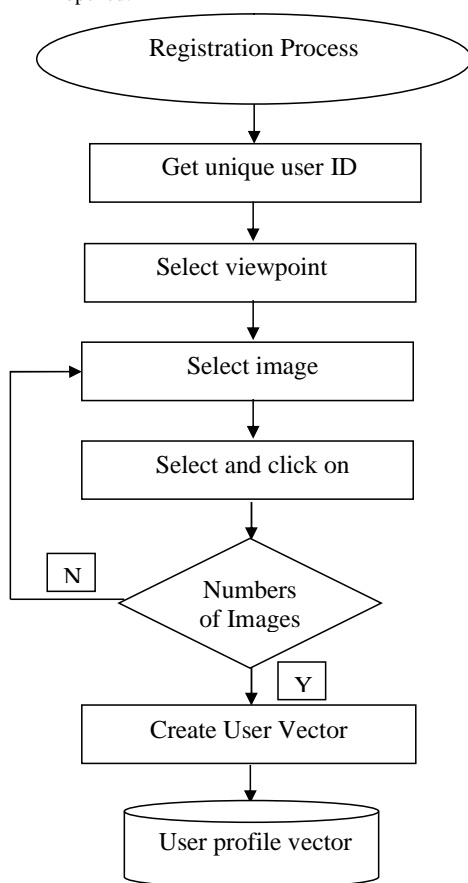 Registration Process
Get unique user ID
Select viewpoint
Select image
Select and click on
N
Numbers
of Images
Y
Create User Vector
User profile vector